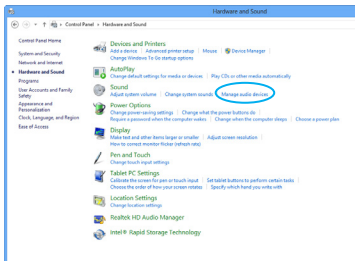 Hardware and Sound
Control Panel ▸ Hardware and Sound
Control Panel Home
System and Security
Network and Internet
Hardware and Sound
Programs
User Accounts and Family
Safety
Appearance and
Personalization
Clock, Language, and Region
Ease of Access
Devices and Printers
Add a device | Advanced printer setup | Mouse | Device Manager
Change Windows To Go startup options
AutoPlay
Change default settings for media or devices | Play CDs or other media automatically
Sound
Adjust system volume | Change system sounds | Manage audio devices
Power Options
Change power-saving settings | Change what the power buttons do
Require a password when the computer wakes | Change when the computer sleeps | Choose a power plan
Display
Make text and other items larger or smaller | Adjust screen resolution
How to correct monitor flicker (refresh rate)
Pen and Touch
Change touch input settings
Tablet PC Settings
Calibrate the screen for pen or touch input | Set tablet buttons to perform certain tasks
Choose the order of how your screen rotates | Specify which hand you write with
Location Settings
Change location settings
Realtek HD Audio Manager
Intel® Rapid Storage Technology